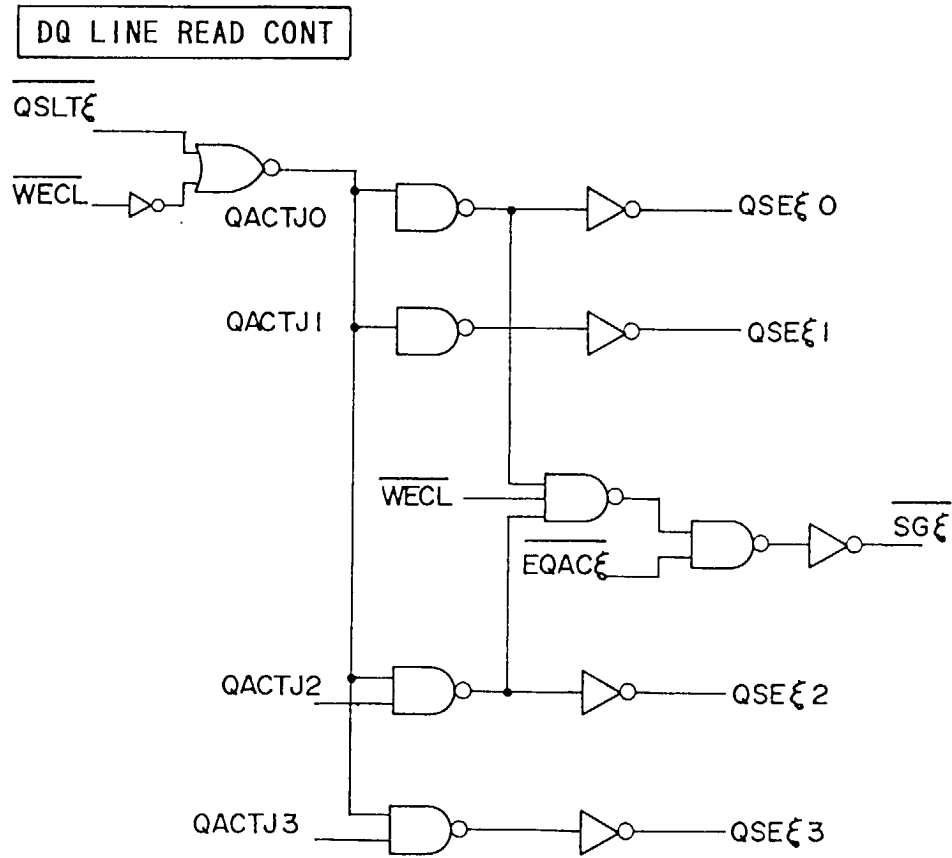 DQ LINE READ CONT
QSLTξ
WECL
QACTJ0
QSEξ0
QACTJ1
QSEξ1
WECL
SGξ
EQACξ
QACTJ2
QSEξ2
QACTJ3
QSEξ3